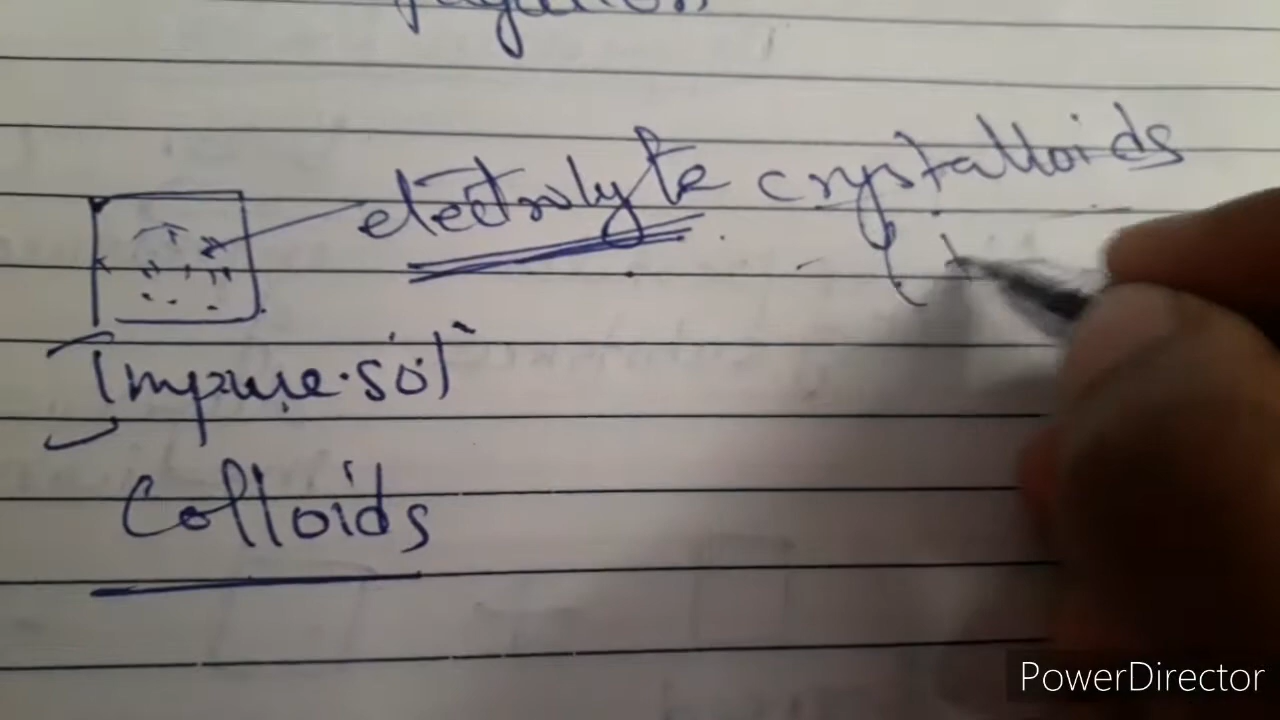 electrolyte crystalloids
Impure sol
Colloids
PowerDirector